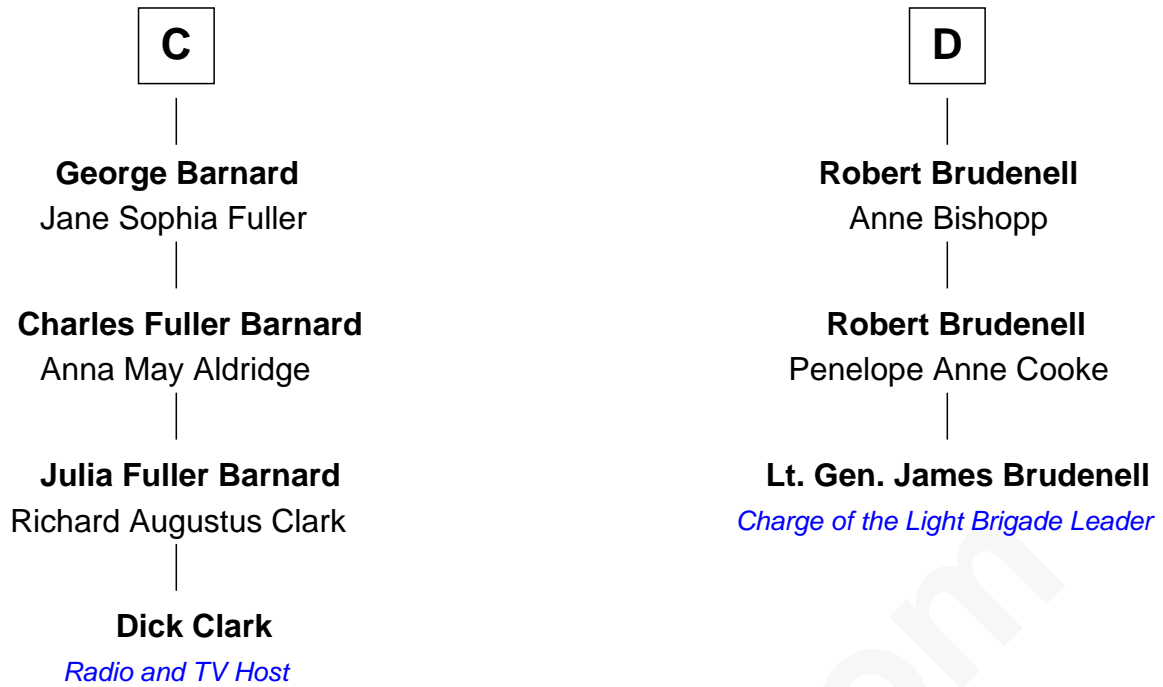 C
George Barnard
Jane Sophia Fuller
Charles Fuller Barnard
Anna May Aldridge
Julia Fuller Barnard
Richard Augustus Clark
Dick Clark
Radio and TV Host
D
Robert Brudenell
Anne Bishopp
Robert Brudenell
Penelope Anne Cooke
Lt. Gen. James Brudenell
Charge of the Light Brigade Leader
om